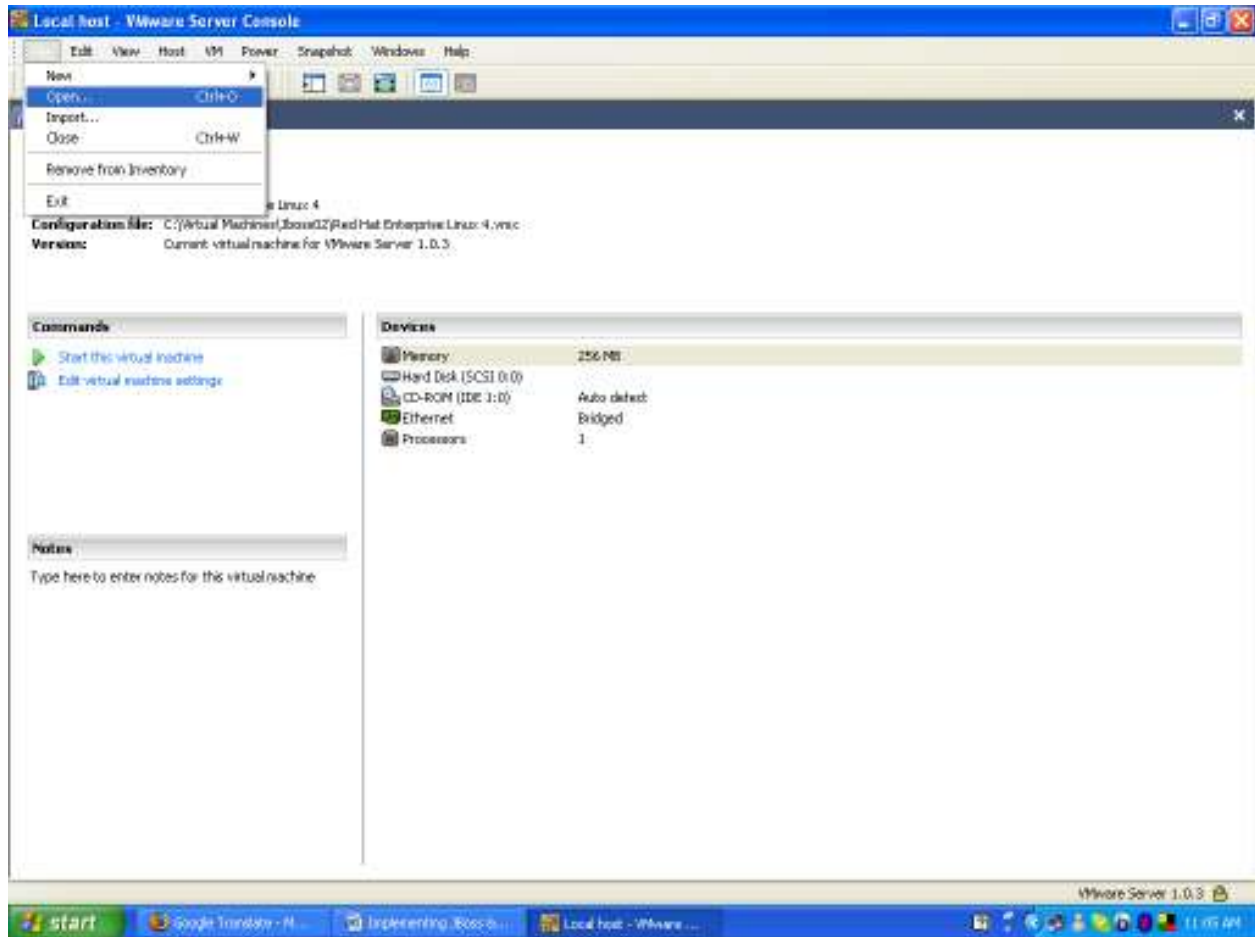 Local host - VMware Server Console
Edit View Host VM Power Snapshot Windows Help
New
Open... Ctrl+O
Import...
Close Ctrl+W
Remove from Inventory
Exit
Linux 4
Configuration file: C:\Virtual Machines\Jboss02\Red Hat Enterprise Linux 4.vmx
Version: Current virtual machine for VMware Server 1.0.3
Commands
Start this virtual machine
Edit virtual machine settings
Devices
Memory 256 MB
Hard Disk (SCSI 0:0)
CD-ROM (IDE 1:0) Auto detect
Ethernet Bridged
Processors 1
Notes
Type here to enter notes for this virtual machine
VMware Server 1.0.3
start Google Translate - M... Implementing JBoss o... Local host - VMware ... 11:05 AM